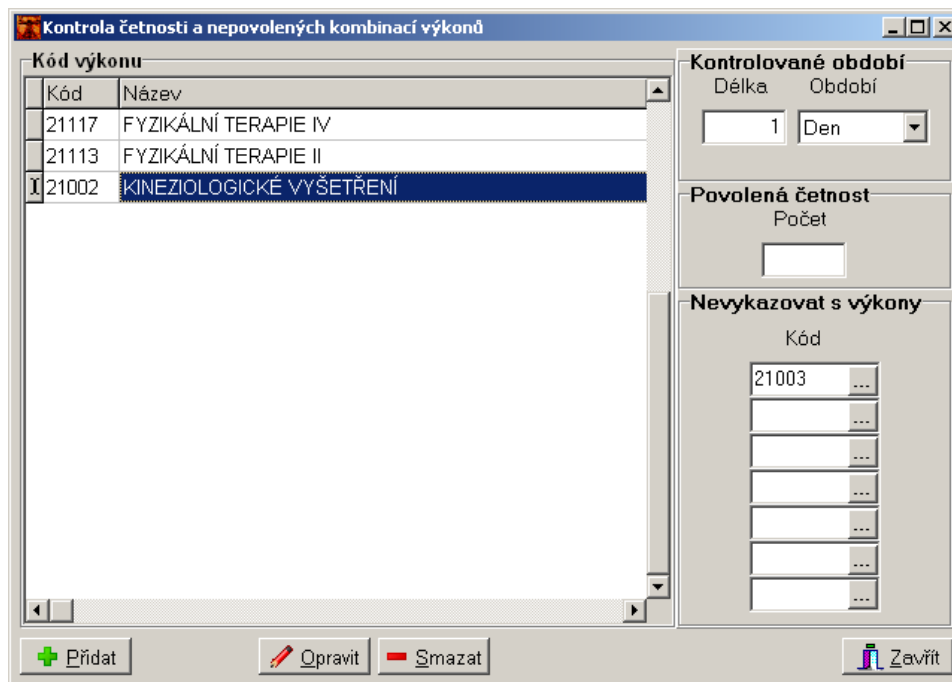 Kontrola četnosti a nepovolených kombinací výkonů
Kód výkonu
Kód Název
21117 FYZIKÁLNÍ TERAPIE IV
21113 FYZIKÁLNÍ TERAPIE II
21002 KINEZIOLOGICKÉ VYŠETŘENÍ
Kontrolované období
Délka Období
1 Den
Povolená četnost
Počet
Nevykazovat s výkony
Kód
21003 ...
...
...
...
...
...
...
Přidat Opravit Smazat Zavřít